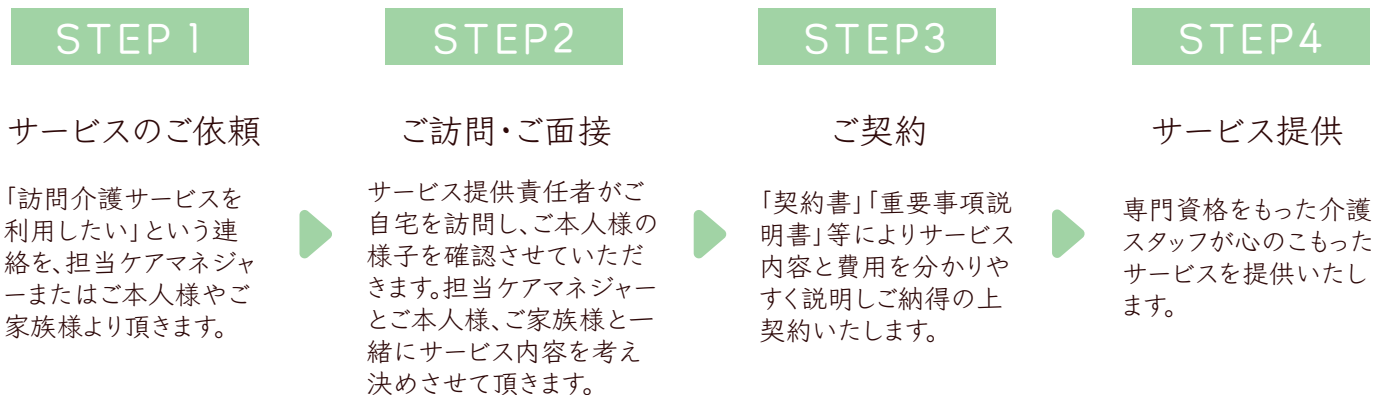 STEP 1
サービスのご依頼
「訪問介護サービスを
利用したい」という連
絡を、担当ケアマネジャ
ーまたはご本人様やご
家族様より頂きます。
STEP2
ご訪問・ご面接
サービス提供責任者がご
自宅を訪問し、ご本人様の
様子を確認させていただ
きます。担当ケアマネジャー
とご本人様、ご家族様と一
緒にサービス内容を考え
決めさせて頂きます。
STEP3
ご契約
「契約書」「重要事項説
明書」等によりサービス
内容と費用を分かりや
すく説明しご納得の上
契約いたします。
STEP4
サービス提供
専門資格をもった介護
スタッフが心のこもった
サービスを提供いたし
ます。